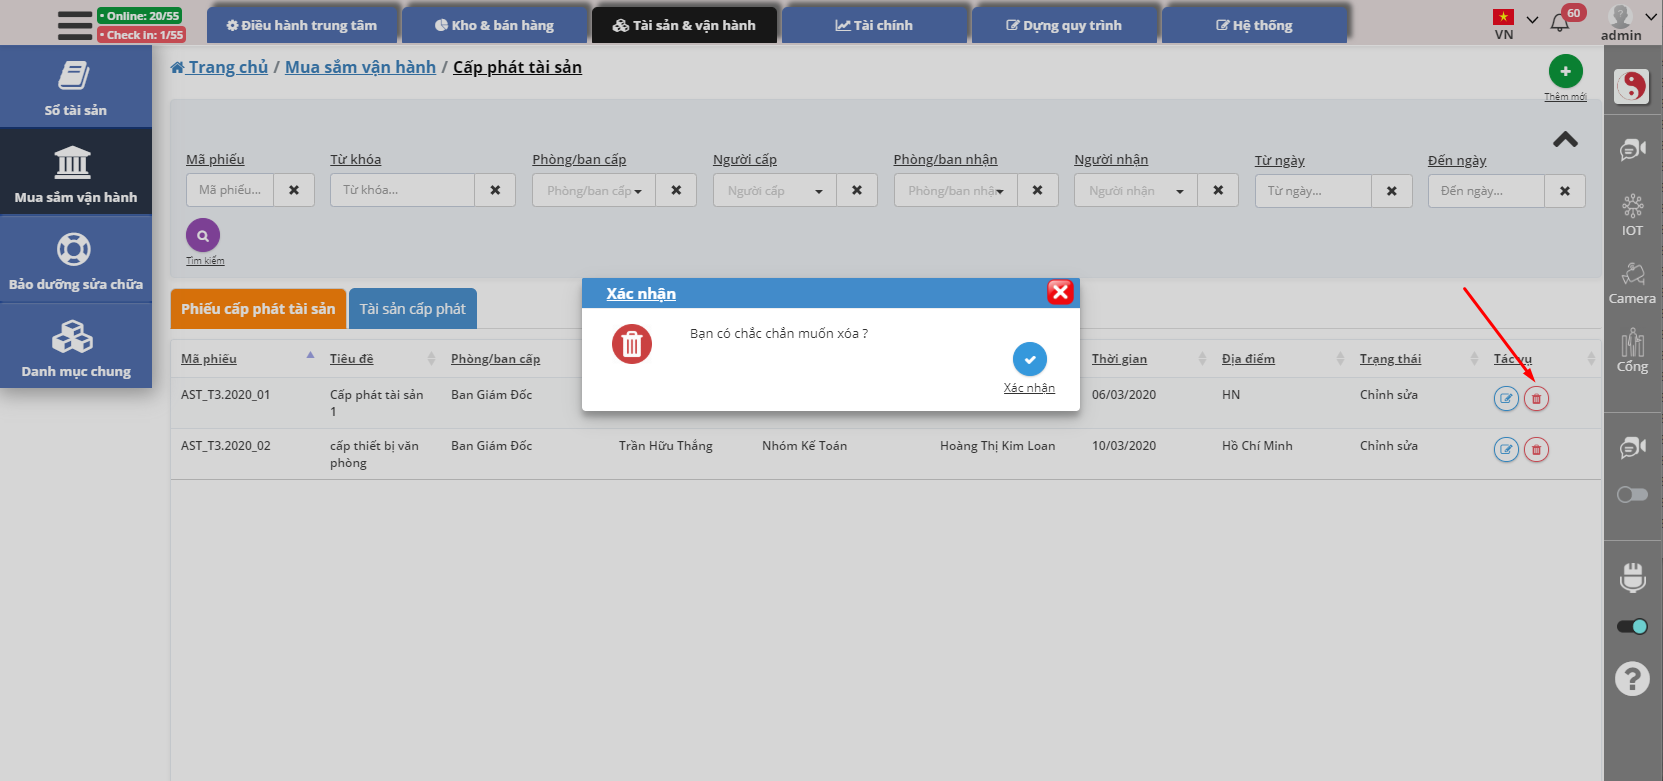 • Online: 20/55
• Check in: 1/55
Điều hành trung tâm
Kho & bán hàng
Tài sản & vận hành
Tài chính
Dựng quy trình
Hệ thống
VN
60
admin
Sổ tài sản
Mua sắm vận hành
Bảo dưỡng sửa chữa
Danh mục chung
Trang chủ / Mua sắm vận hành / Cấp phát tài sản
Thêm mới
Mã phiếu
Từ khóa
Phòng/ban cấp
Người cấp
Phòng/ban nhận
Người nhận
Từ ngày
Đến ngày
Mã phiếu...
Từ khóa...
Phòng/ban cấp
Người cấp
Phòng/ban nhận
Người nhận
Từ ngày...
Đến ngày...
Tìm kiếm
Phiếu cấp phát tài sản
Tài sản cấp phát
Xác nhận
Bạn có chắc chắn muốn xóa ?
Xác nhận
Mã phiếu
Tiêu đề
Phòng/ban cấp
Thời gian
Địa điểm
Trạng thái
Tác vụ
AST_T3.2020_01
Cấp phát tài sản
1
Ban Giám Đốc
06/03/2020
HN
Chỉnh sửa
AST_T3.2020_02
cấp thiết bị văn
phòng
Ban Giám Đốc
Trần Hữu Thắng
Nhóm Kế Toán
Hoàng Thị Kim Loan
10/03/2020
Hồ Chí Minh
Chỉnh sửa
IOT
Camera
Cổng